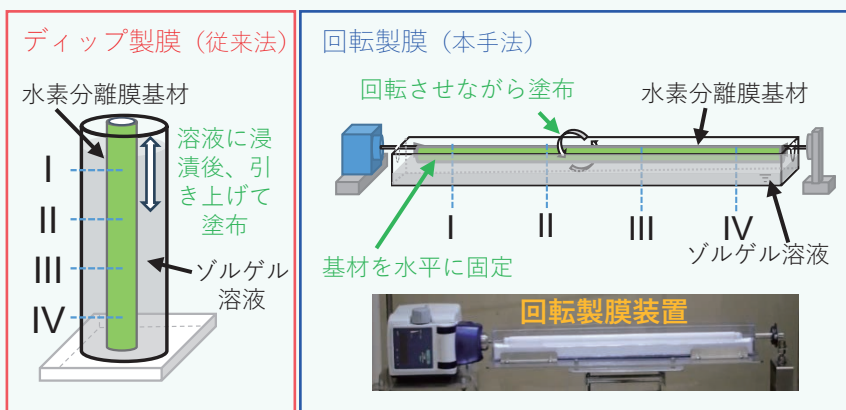 ディップ製膜（従来法）
水素分離膜基材
溶液に浸
漬後、引
き上げて
塗布
I
II
III
IV
ゾルゲル
溶液
回転製膜（本手法）
回転させながら塗布
水素分離膜基材
I
II
III
IV
基材を水平に固定
ゾルゲル溶液
回転製膜装置